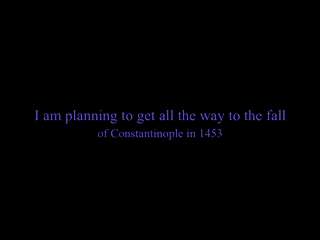 I am planning to get all the way to the fall
of Constantinople in 1453